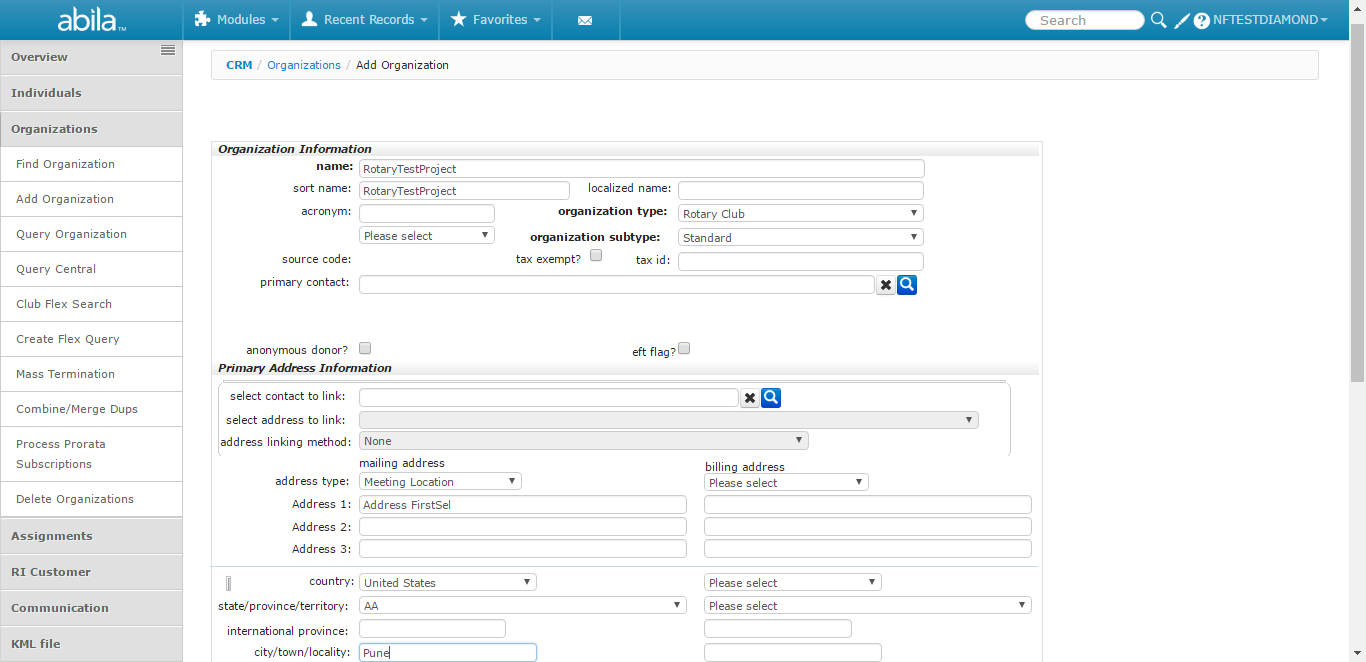 abila™ Modules Recent Records Favorites Search NFTESTDIAMOND
Overview
Individuals
Organizations
Find Organization
Add Organization
Query Organization
Query Central
Club Flex Search
Create Flex Query
Mass Termination
Combine/Merge Dups
Process Prorata
Subscriptions
Delete Organizations
Assignments
RI Customer
Communication
KML file
CRM / Organizations / Add Organization
Organization Information
name: RotaryTestProject
sort name: RotaryTestProject localized name:
acronym: organization type: Rotary Club
Please select organization subtype: Standard
source code: tax exempt? tax id:
primary contact:
anonymous donor? eft flag?
Primary Address Information
select contact to link:
select address to link:
address linking method: None
mailing address billing address
address type: Meeting Location Please select
Address 1: Address FirstSel
Address 2:
Address 3:
country: United States Please select
state/province/territory: AA Please select
international province:
city/town/locality: Pune